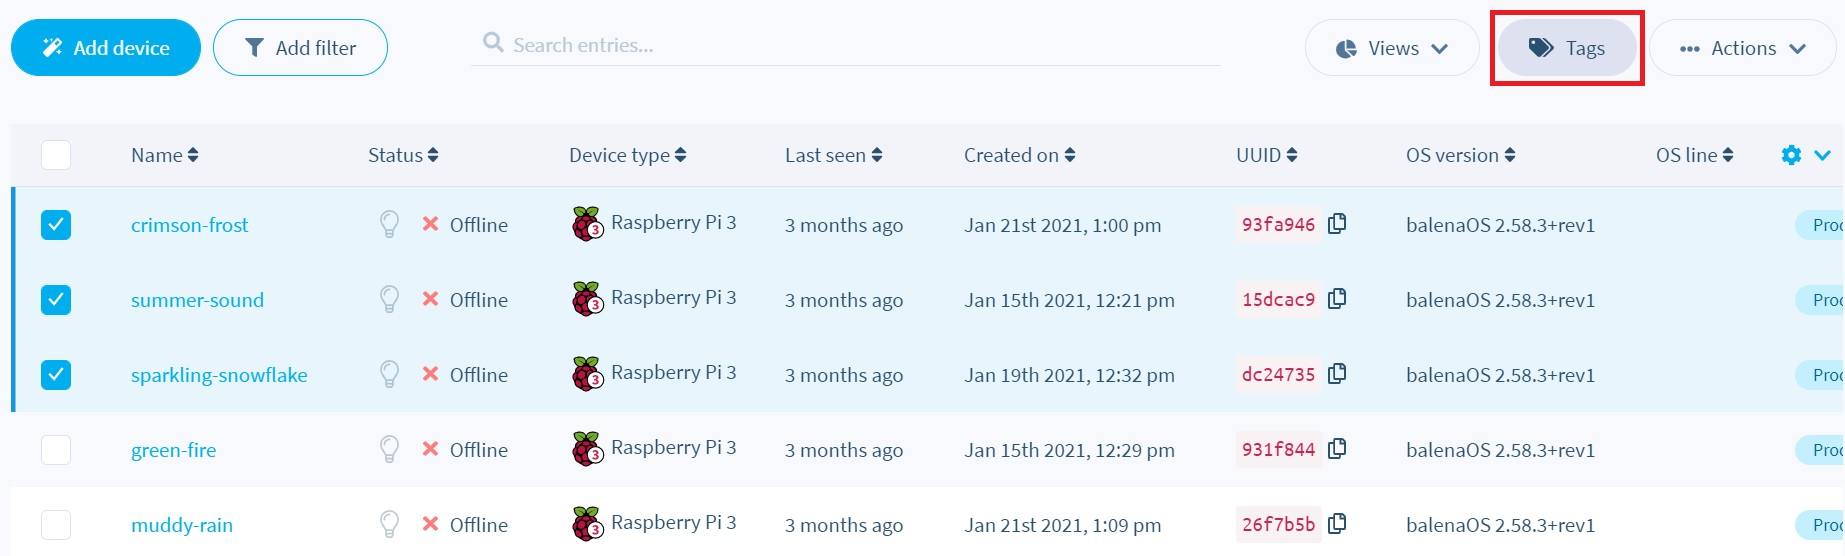 Add device Add filter Search entries... Views Tags Actions
Name Status Device type Last seen Created on UUID OS version OS line
crimson-frost Offline 3 Raspberry Pi 3 3 months ago Jan 21st 2021, 1:00 pm 93fa946 balenaOS 2.58.3+rev1
summer-sound Offline 3 Raspberry Pi 3 3 months ago Jan 15th 2021, 12:21 pm 15dcac9 balenaOS 2.58.3+rev1
sparkling-snowflake Offline 3 Raspberry Pi 3 3 months ago Jan 19th 2021, 12:32 pm dc24735 balenaOS 2.58.3+rev1
green-fire Offline 3 Raspberry Pi 3 3 months ago Jan 15th 2021, 12:29 pm 931f844 balenaOS 2.58.3+rev1
muddy-rain Offline 3 Raspberry Pi 3 3 months ago Jan 21st 2021, 1:09 pm 26f7b5b balenaOS 2.58.3+rev1